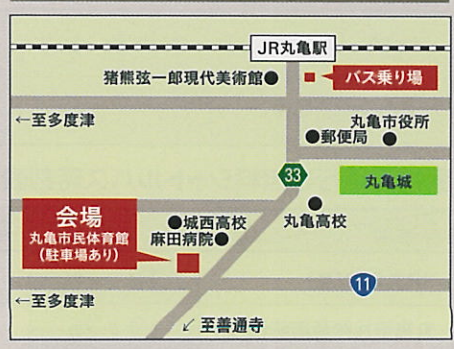 JR丸亀駅
猪熊弦一郎現代美術館
バス乗り場
←至多度津
丸亀市役所
郵便局
33
丸亀城
会場
丸亀市民体育館
(駐車場あり)
城西高校
麻田病院
丸亀高校
11
←至多度津
↙至善通寺